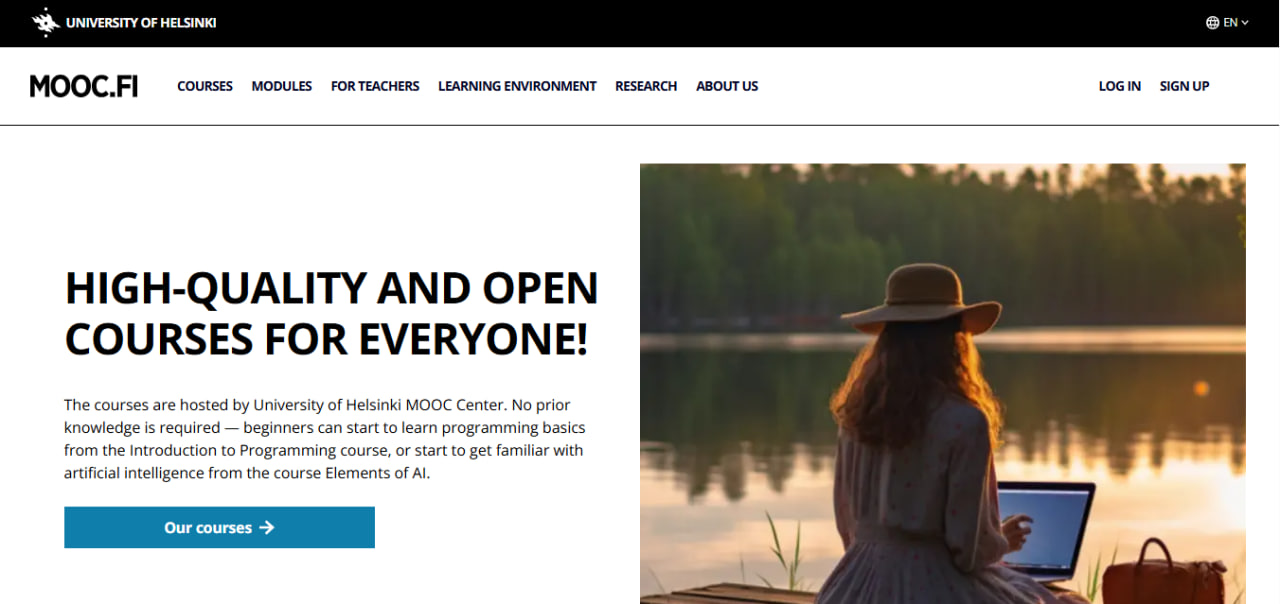 UNIVERSITY OF HELSINKI
EN
MOOC.FI
COURSES MODULES FOR TEACHERS LEARNING ENVIRONMENT RESEARCH ABOUT US
LOG IN SIGN UP
HIGH-QUALITY AND OPEN
COURSES FOR EVERYONE!
The courses are hosted by University of Helsinki MOOC Center. No prior
knowledge is required — beginners can start to learn programming basics
from the Introduction to Programming course, or start to get familiar with
artificial intelligence from the course Elements of AI.
Our courses →